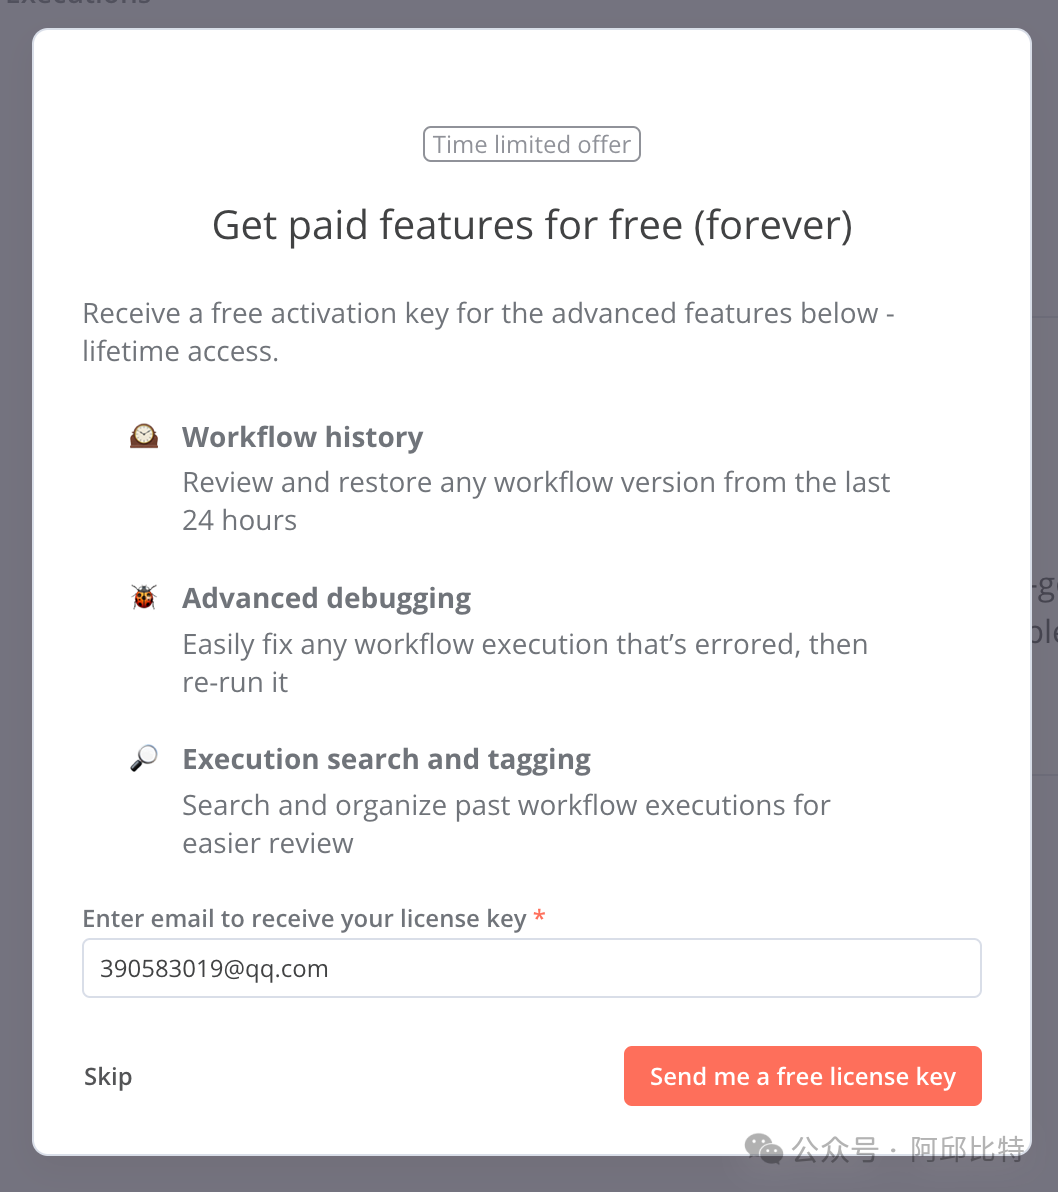 Executions
Time limited offer
Get paid features for free (forever)
Receive a free activation key for the advanced features below -
lifetime access.
Workflow history
Review and restore any workflow version from the last
24 hours
Advanced debugging
Easily fix any workflow execution that’s errored, then
re-run it
Execution search and tagging
Search and organize past workflow executions for
easier review
Enter email to receive your license key *
390583019@qq.com
Skip
Send me a free license key
公众号 · 阿邱比特